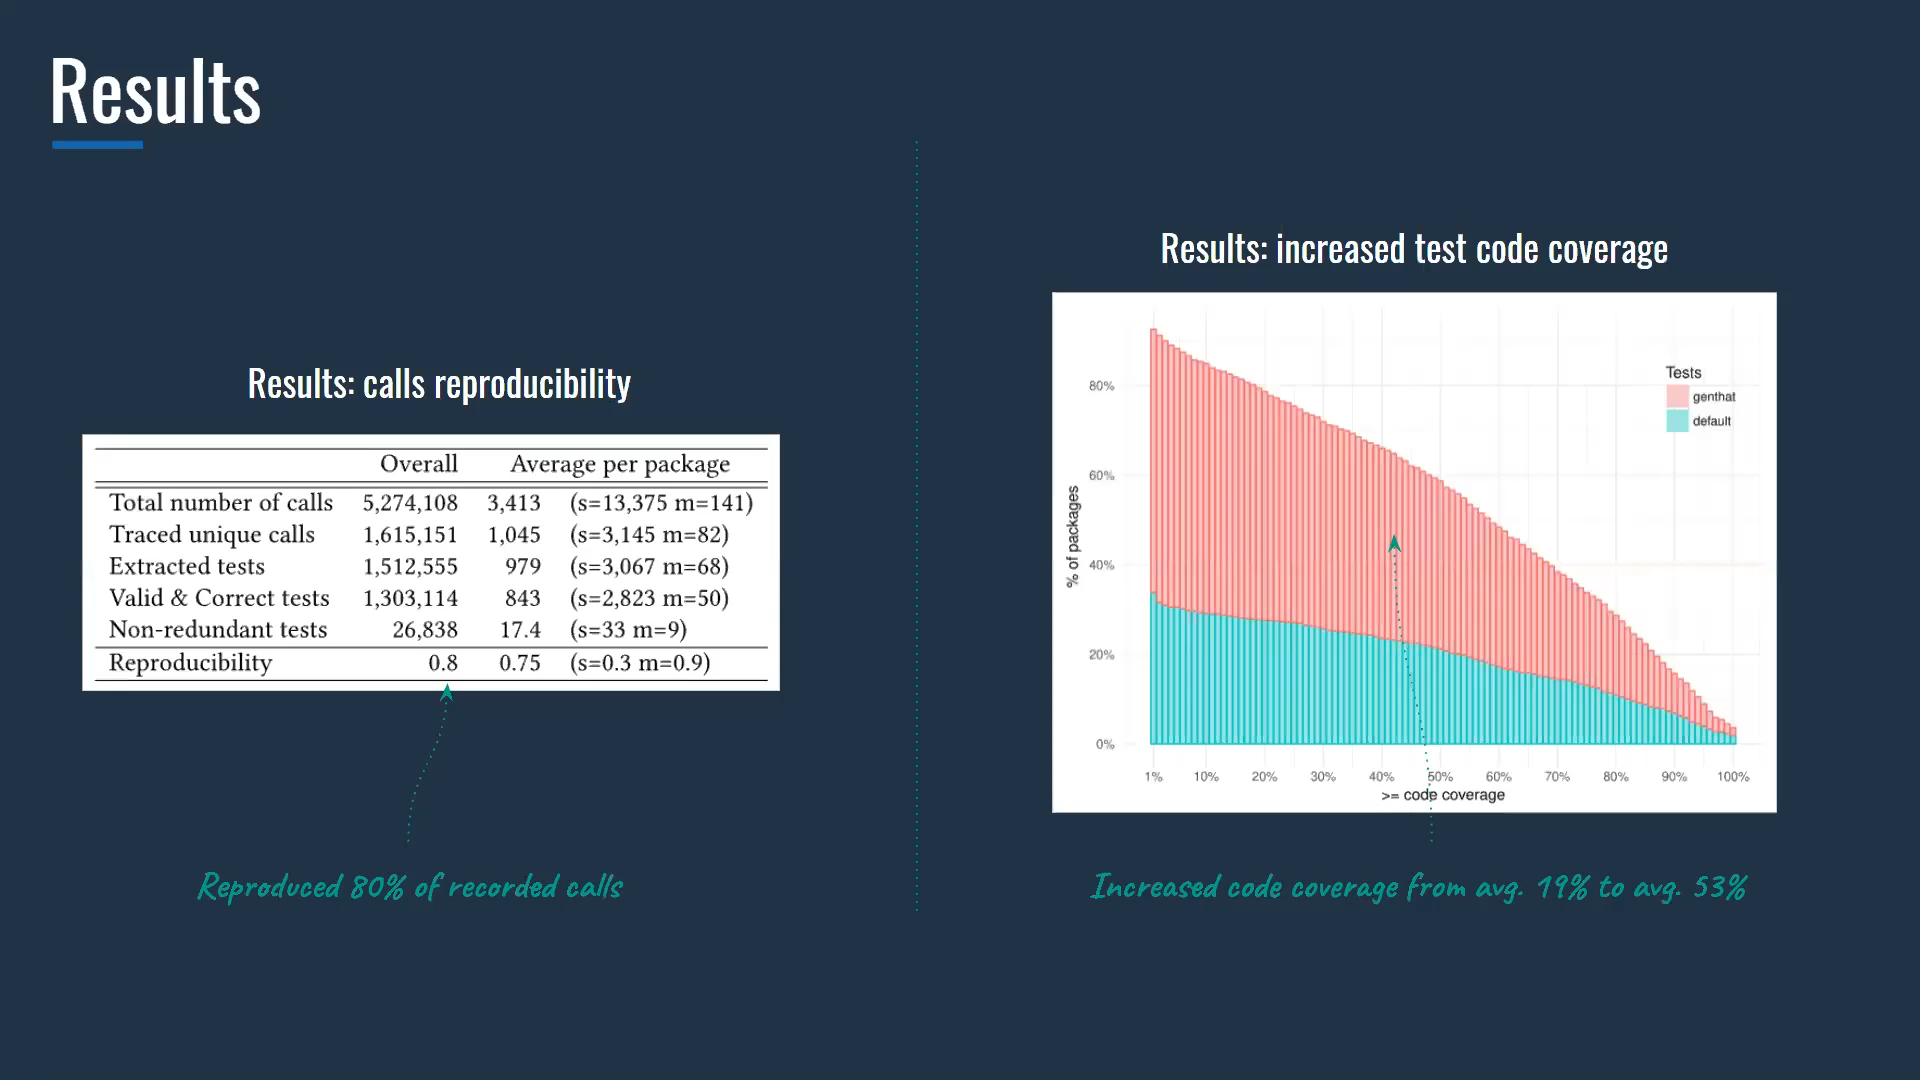 Results
Results: calls reproducibility
Overall Average per package
Total number of calls 5,274,108 3,413 (s=13,375 m=141)
Traced unique calls 1,615,151 1,045 (s=3,145 m=82)
Extracted tests 1,512,555 979 (s=3,067 m=68)
Valid & Correct tests 1,303,114 843 (s=2,823 m=50)
Non-redundant tests 26,838 17.4 (s=33 m=9)
Reproducibility 0.8 0.75 (s=0.3 m=0.9)
Reproduced 80% of recorded calls
Results: increased test code coverage
Tests
genthat
default
% of packages
80%
60%
40%
20%
0%
1% 10% 20% 30% 40% 50% 60% 70% 80% 90% 100%
>= code coverage
Increased code coverage from avg. 19% to avg. 53%